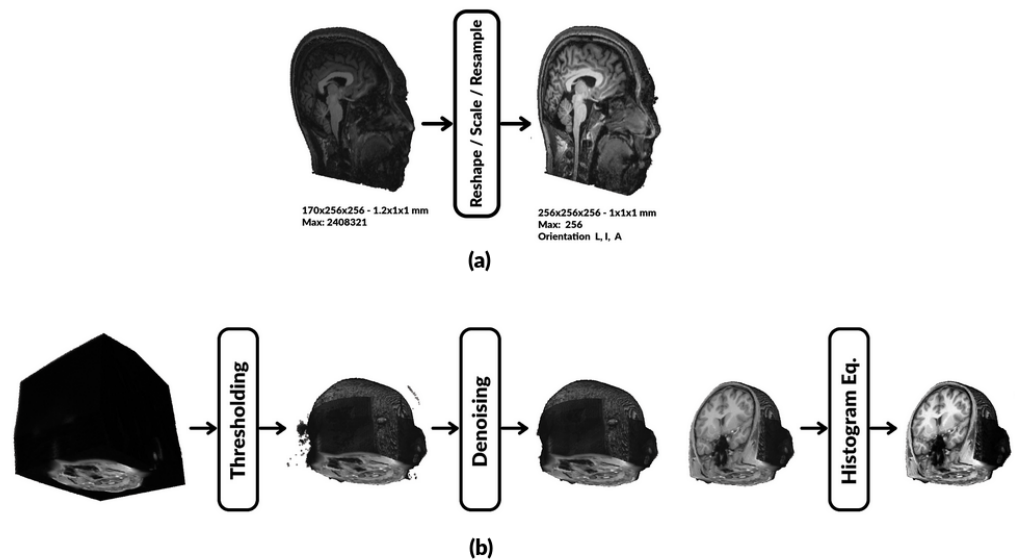 Reshape / Scale / Resample
170x256x256 - 1.2x1x1 mm
Max: 2408321
256x256x256 - 1x1x1 mm
Max: 256
Orientation L, I, A
(a)
Thresholding
Denoising
Histogram Eq.
(b)